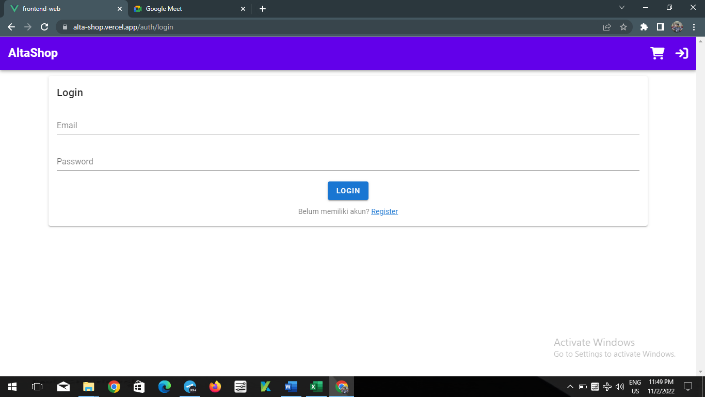 frontend-web
Google Meet
alta-shop.vercel.app/auth/login
AltaShop
Login
Email
Password
LOGIN
Belum memiliki akun? Register
Activate Windows
Go to Settings to activate Windows.
ENG
US
11:49 PM
11/2/2022